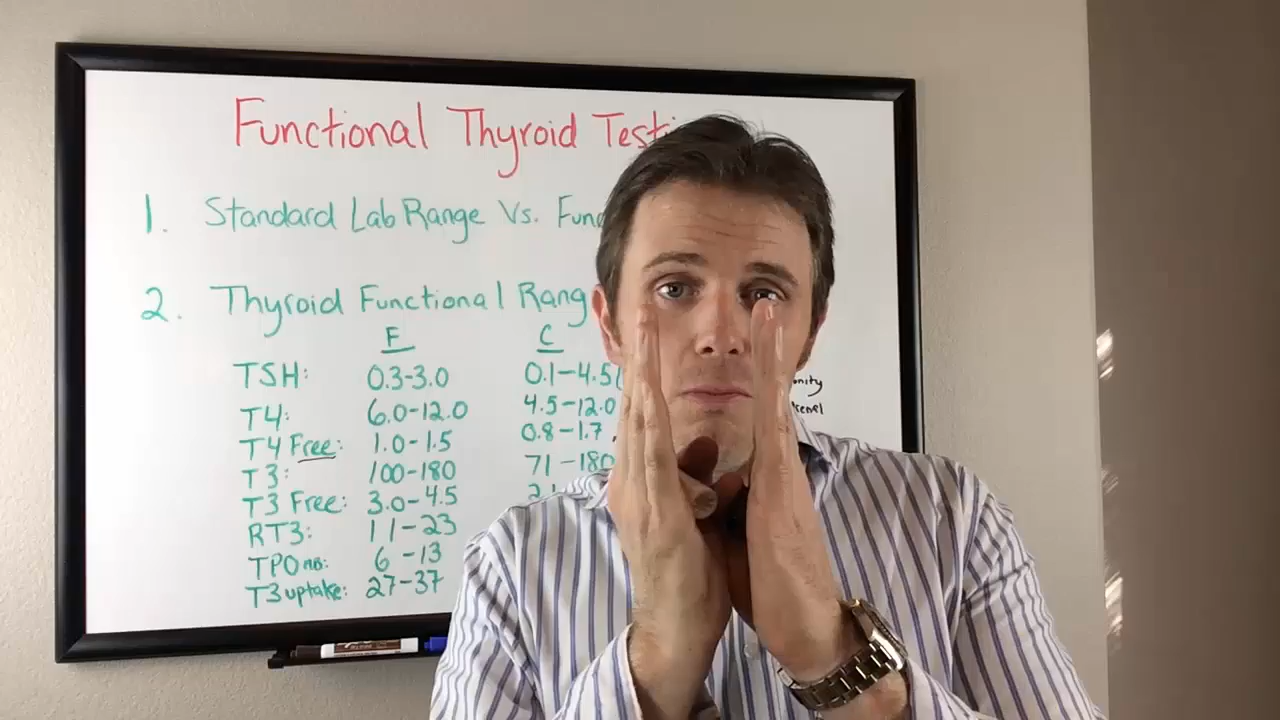 Functional Thyroid Testi
1. Standard Lab Range Vs. Func
2. Thyroid Functional Rang
F C
TSH: 0.3-3.0 0.1-4.5(
T4: 6.0-12.0 4.5-12.0
T4 Free: 1.0-1.5 0.8-1.7
T3: 100-180 71-180
T3 Free: 3.0-4.5
RT3: 11-23
TPO AB: 6-13
T3 uptake: 27-37